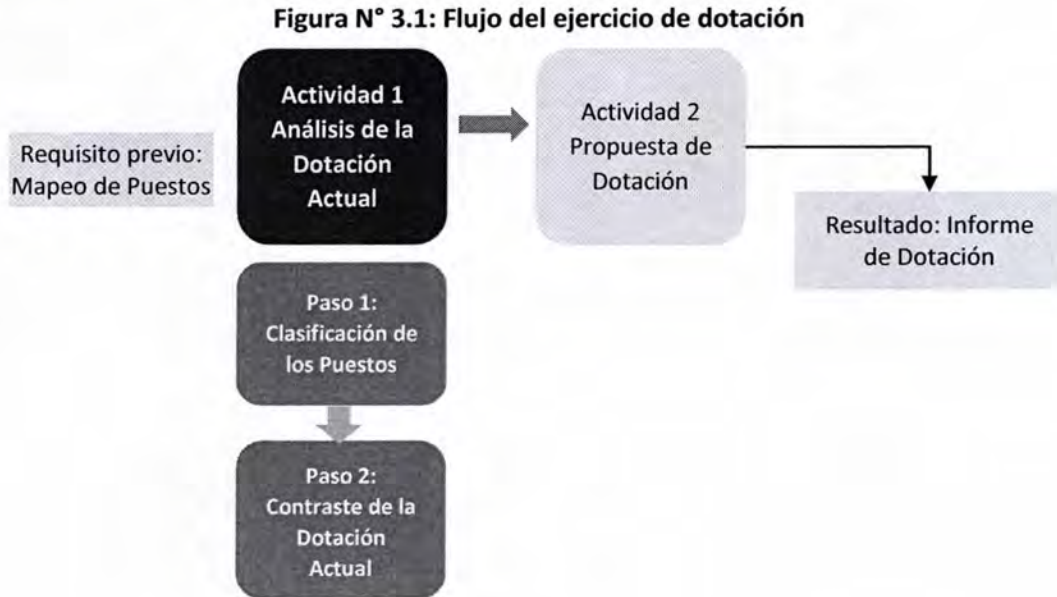 Figura N° 3.1: Flujo del ejercicio de dotación
Requisito previo:
Mapeo de Puestos
Actividad 1
Análisis de la
Dotación
Actual
Actividad 2
Propuesta de
Dotación
Resultado: Informe
de Dotación
Paso 1:
Clasificación de
los Puestos
Paso 2:
Contraste de la
Dotación
Actual